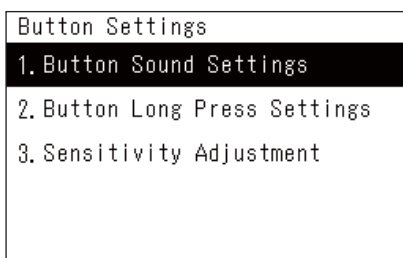 Button Settings
1. Button Sound Settings
2. Button Long Press Settings
3. Sensitivity Adjustment